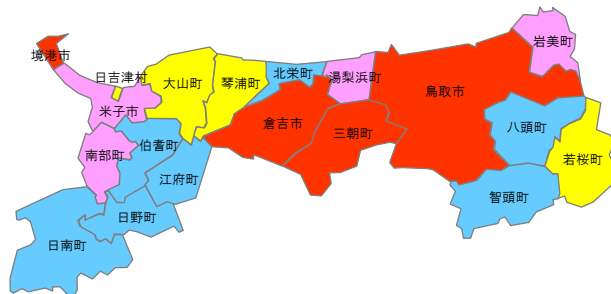 岩美町
境港市
日吉津村
大山町
琴浦町
北栄町
湯梨浜町
鳥取市
米子市
倉吉市
三朝町
八頭町
伯耆町
南部町
若桜町
江府町
智頭町
日野町
日南町